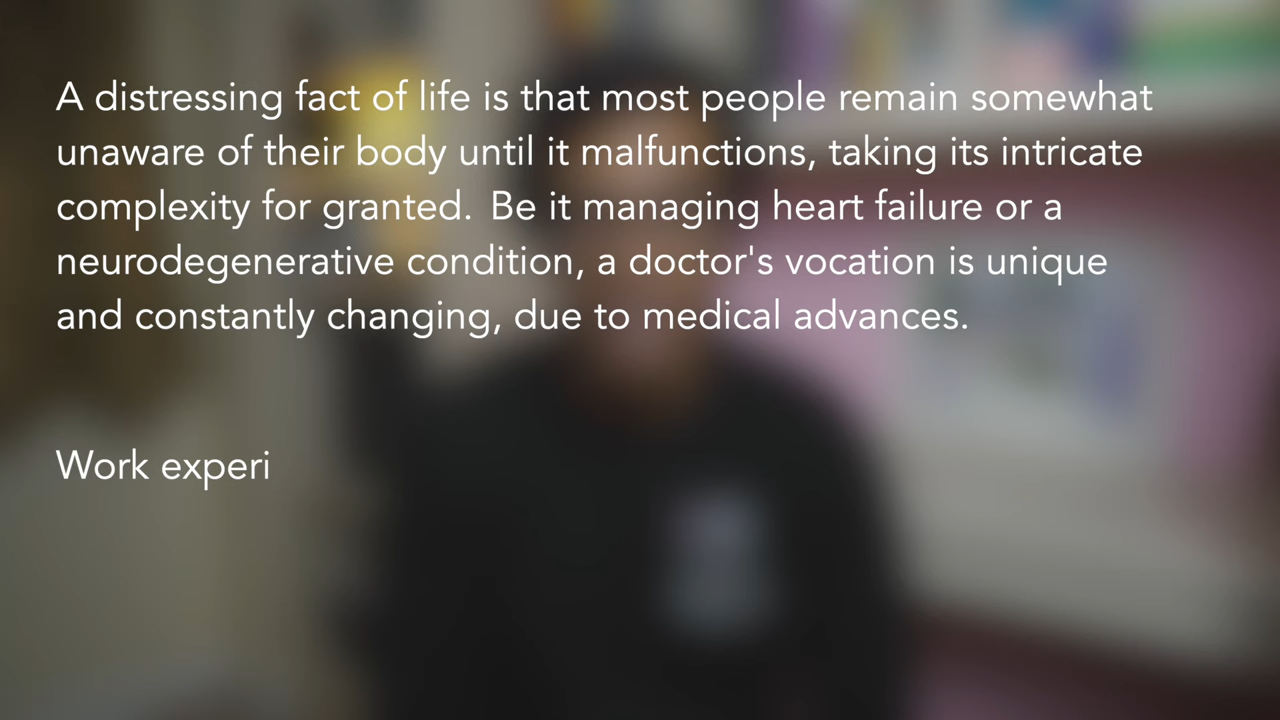 A distressing fact of life is that most people remain somewhat
unaware of their body until it malfunctions, taking its intricate
complexity for granted. Be it managing heart failure or a
neurodegenerative condition, a doctor's vocation is unique
and constantly changing, due to medical advances.
Work experi